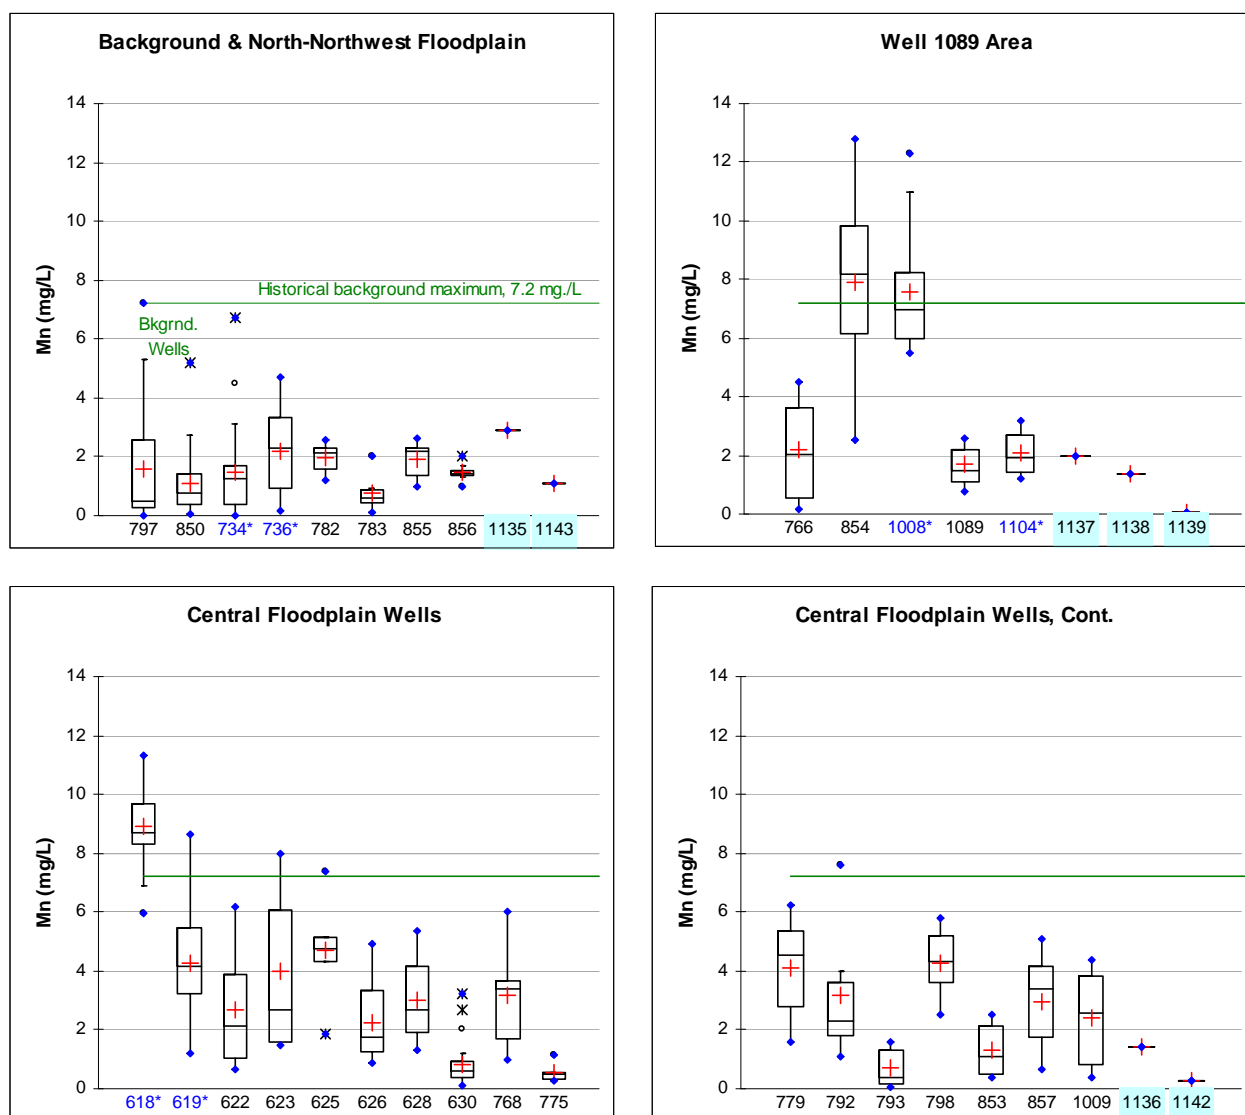 Background & North-Northwest Floodplain
14
12
10
8
6
4
2
0
Mn (mg/L)
Historical background maximum, 7.2 mg./L
Bkgrnd.
Wells
797 850 734* 736* 782 783 855 856 1135 1143
Well 1089 Area
14
12
10
8
6
4
2
0
Mn (mg/L)
766 854 1008* 1089 1104* 1137 1138 1139
Central Floodplain Wells
14
12
10
8
6
4
2
0
Mn (mg/L)
618* 619* 622 623 625 626 628 630 768 775
Central Floodplain Wells, Cont.
14
12
10
8
6
4
2
0
Mn (mg/L)
779 792 793 798 853 857 1009 1136 1142